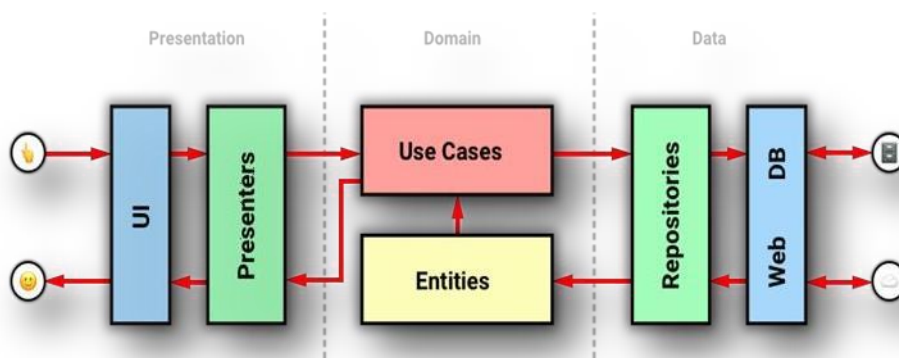 Presentation
Domain
Data
UI
Presenters
Use Cases
Entities
Repositories
Web DB